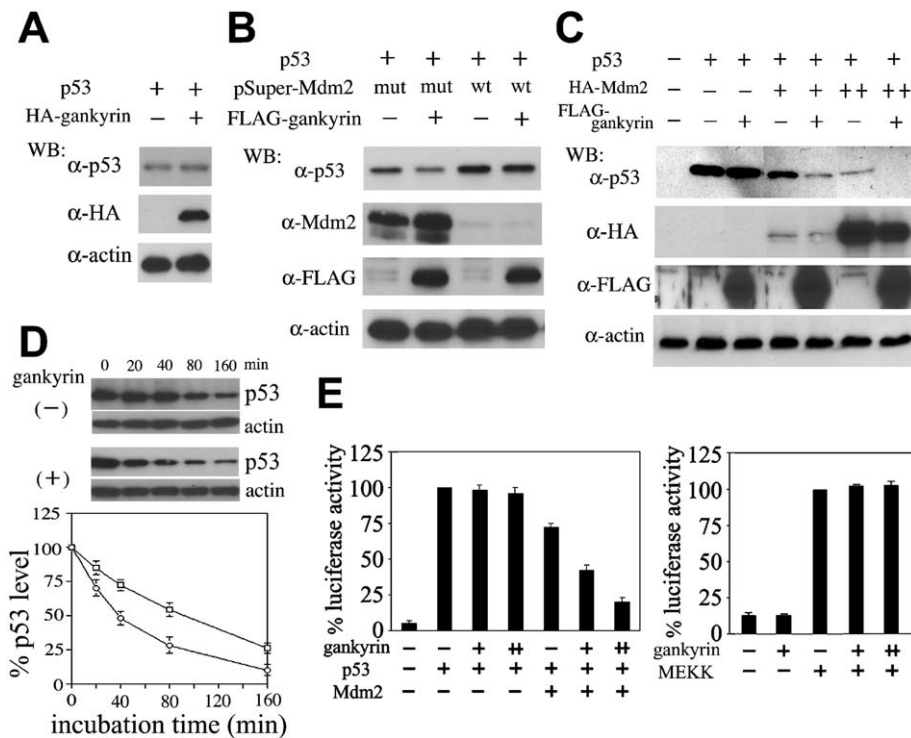 A
p53 + +
HA-gankyrin − +
WB:
α-p53
α-HA
α-actin
B
p53 + + + +
pSuper-Mdm2 mut mut wt wt
FLAG-gankyrin − + − +
WB:
α-p53
α-Mdm2
α-FLAG
α-actin
C
p53 − + + + + + +
HA-Mdm2 − − − + + ++ ++
FLAG-gankyrin − − + − + − +
WB:
α-p53
α-HA
α-FLAG
α-actin
D
0 20 40 80 160 min
gankyrin
(−)
p53
actin
(+)
p53
actin
% p53 level
125
100
75
50
25
0
0 40 80 120 160
incubation time (min)
E
% luciferase activity
125
100
75
50
25
0
gankyrin − − + ++ − + ++
p53 − + + + + + +
Mdm2 − − − − + + +
% luciferase activity
125
100
75
50
25
0
gankyrin − + − + ++
MEKK − − + + +